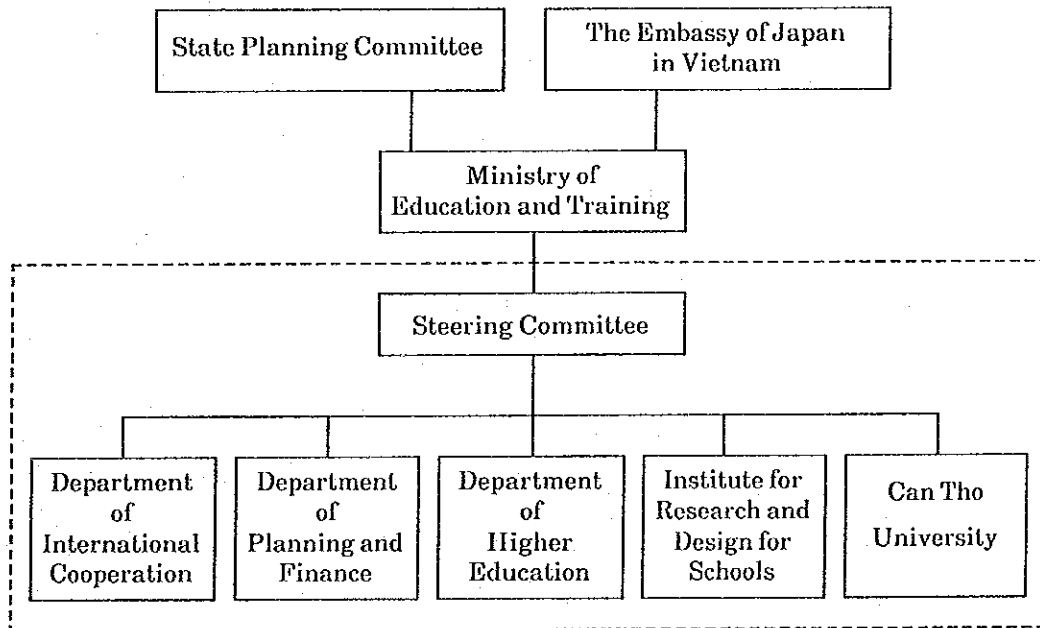 State Planning Committee
The Embassy of Japan
in Vietnam
Ministry of
Education and Training
Steering Committee
Department
of
International
Cooperation
Department
of
Planning and
Finance
Department
of
Higher
Education
Institute for
Research and
Design for
Schools
Can Tho
University